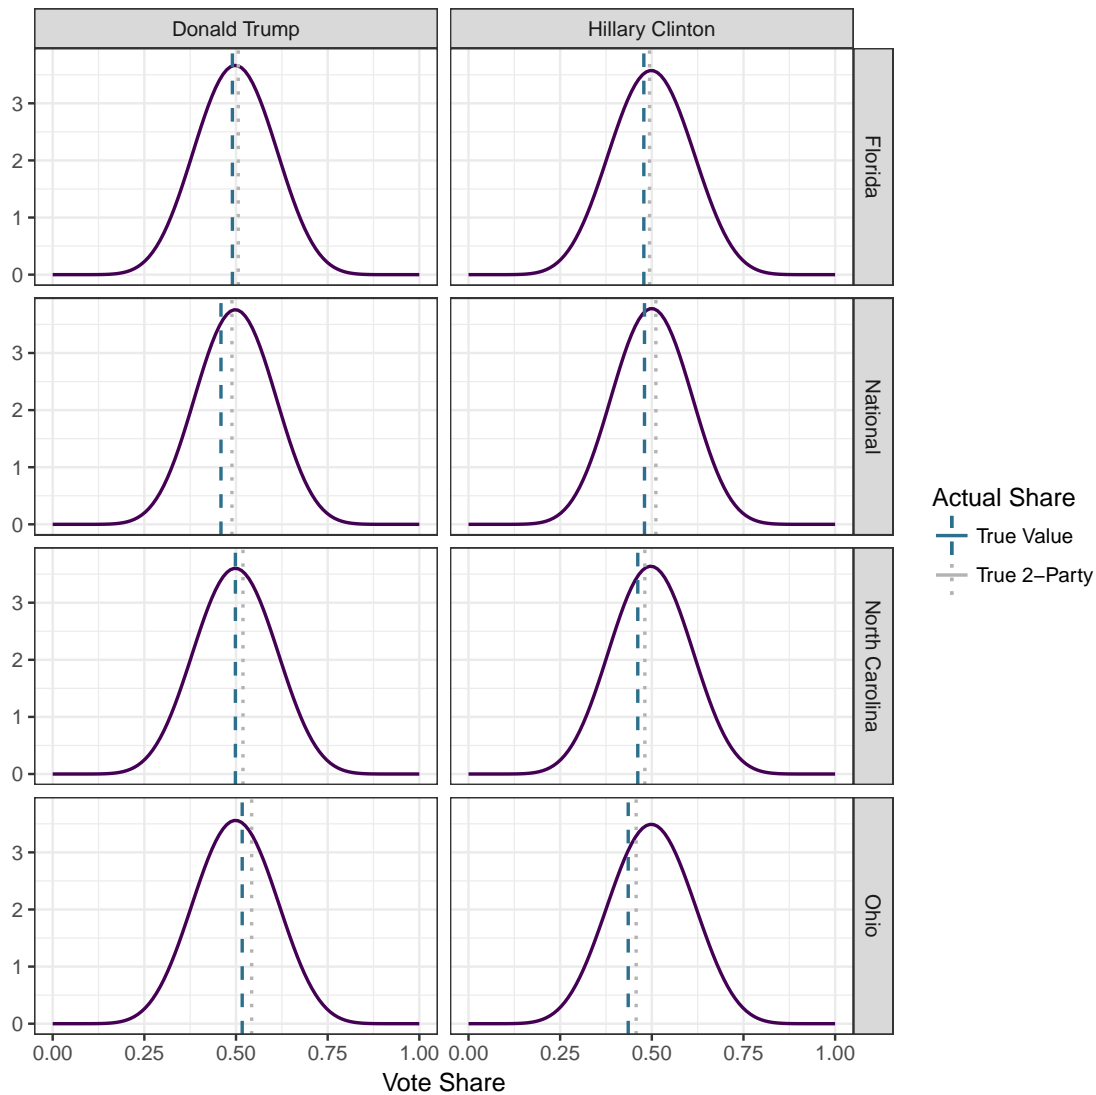 Donald Trump
Hillary Clinton
3
2
1
0
Florida
3
2
1
0
National
3
2
1
0
North Carolina
3
2
1
0
Ohio
0.00 0.25 0.50 0.75 1.00
0.00 0.25 0.50 0.75 1.00
Vote Share
Actual Share
True Value
True 2−Party